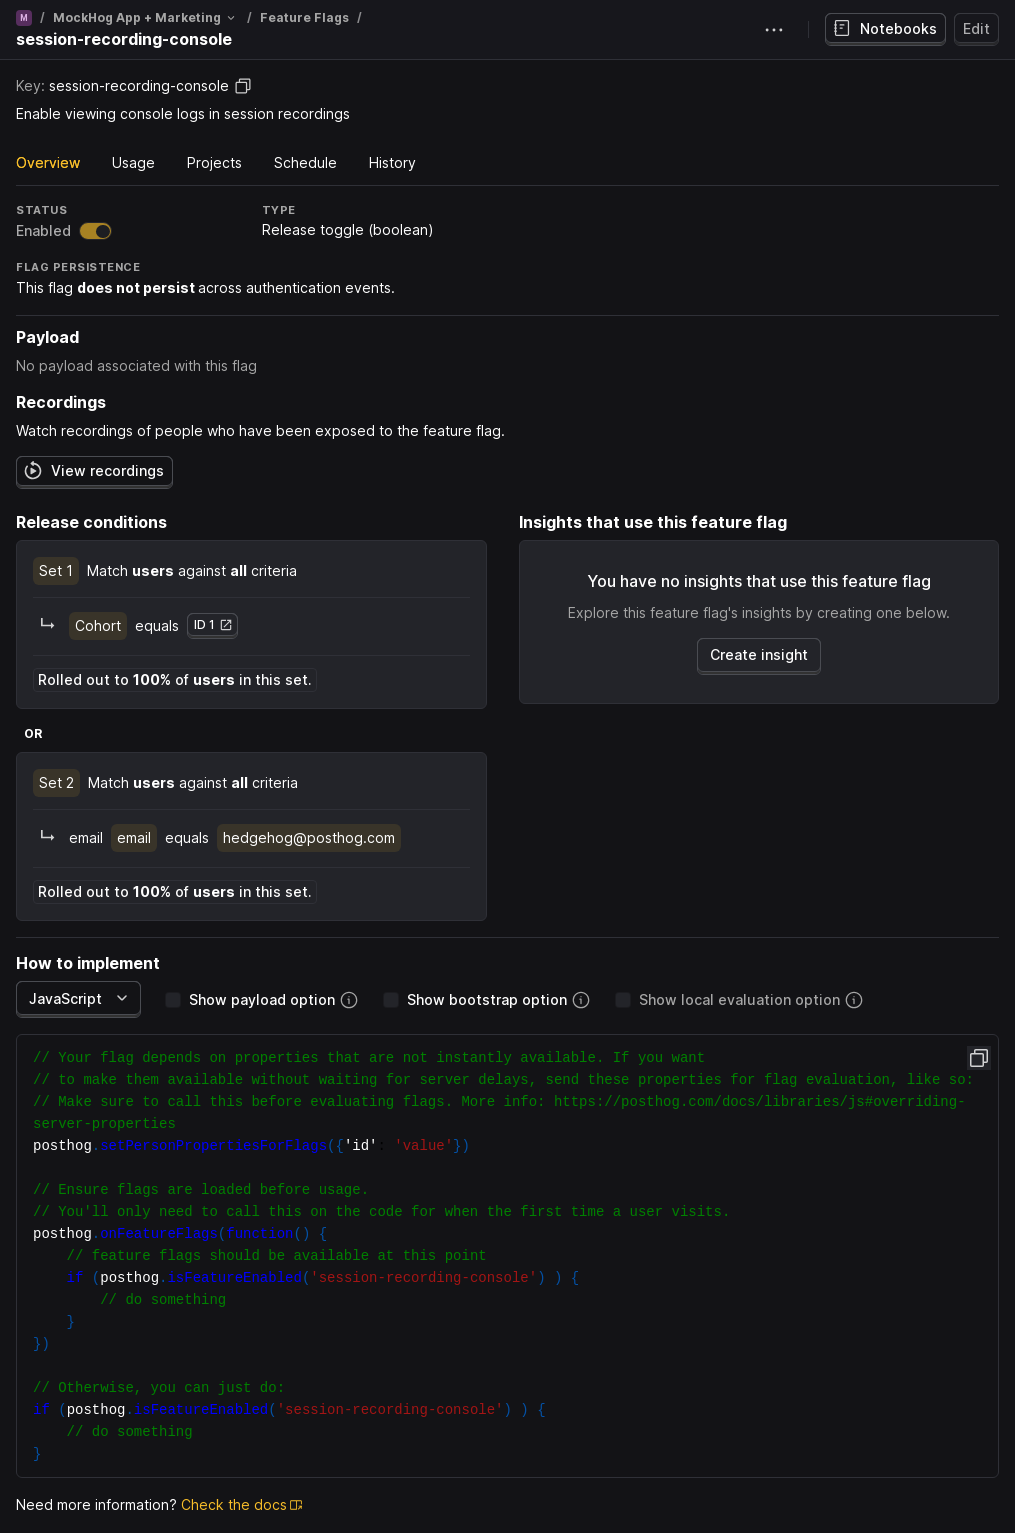 M / MockHog App + Marketing / Feature Flags /
session-recording-console
Notebooks
Edit
Key: session-recording-console
Enable viewing console logs in session recordings
Overview Usage Projects Schedule History
STATUS
Enabled
TYPE
Release toggle (boolean)
FLAG PERSISTENCE
This flag does not persist across authentication events.
Payload
No payload associated with this flag
Recordings
Watch recordings of people who have been exposed to the feature flag.
View recordings
Release conditions
Set 1 Match users against all criteria
Cohort equals ID 1
Rolled out to 100% of users in this set.
OR
Set 2 Match users against all criteria
email email equals hedgehog@posthog.com
Rolled out to 100% of users in this set.
Insights that use this feature flag
You have no insights that use this feature flag
Explore this feature flag's insights by creating one below.
Create insight
How to implement
JavaScript Show payload option Show bootstrap option Show local evaluation option
// Your flag depends on properties that are not instantly available. If you want
// to make them available without waiting for server delays, send these properties for flag evaluation, like so:
// Make sure to call this before evaluating flags. More info: https://posthog.com/docs/libraries/js#overriding-
server-properties
posthog.setPersonPropertiesForFlags({'id': 'value'})
// Ensure flags are loaded before usage.
// You'll only need to call this on the code for when the first time a user visits.
posthog.onFeatureFlags(function() {
    // feature flags should be available at this point
    if (posthog.isFeatureEnabled('session-recording-console') ) {
        // do something
    }
})
// Otherwise, you can just do:
if (posthog.isFeatureEnabled('session-recording-console') ) {
    // do something
}
Need more information? Check the docs